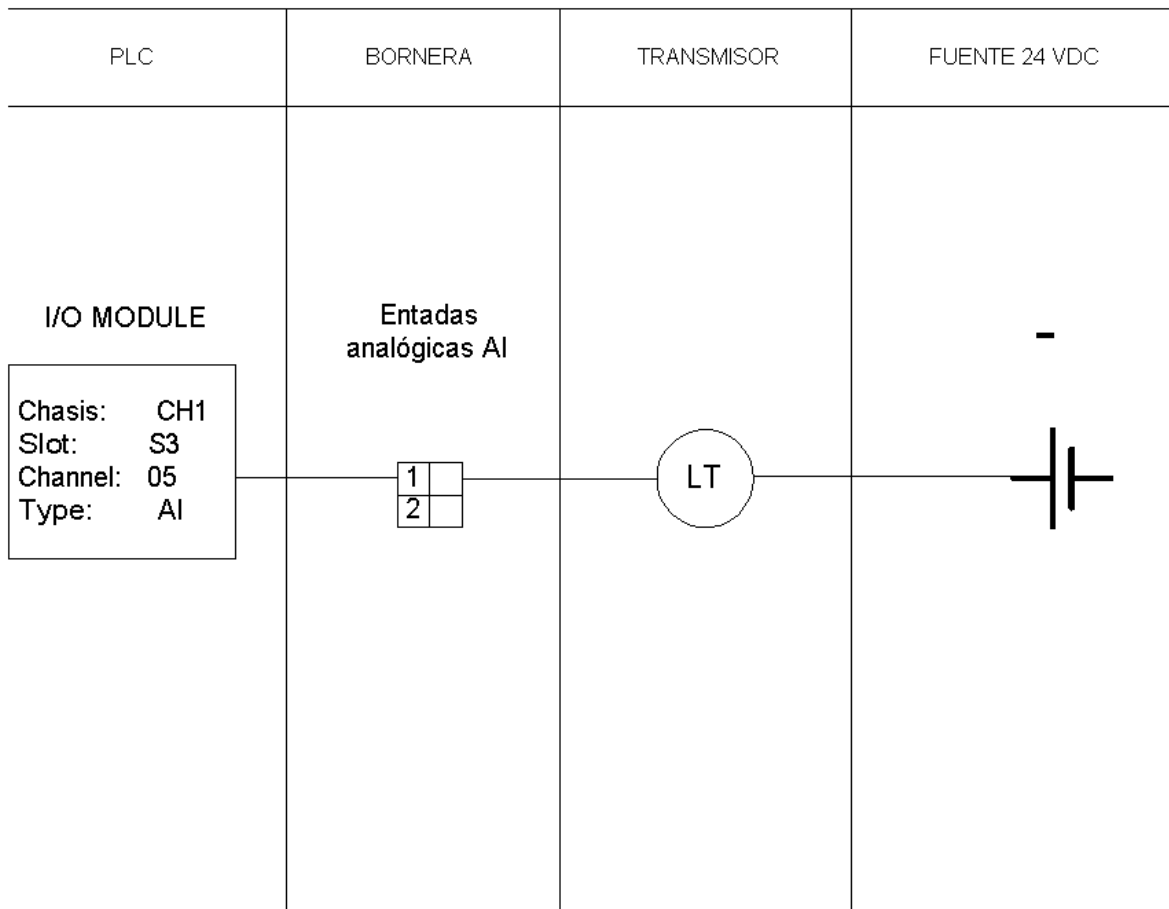 PLC
BORNERA
TRANSMISOR
FUENTE 24 VDC
I/O MODULE
Chasis: CH1
Slot: S3
Channel: 05
Type: AI
Entadas
analógicas AI
1
2
LT
-